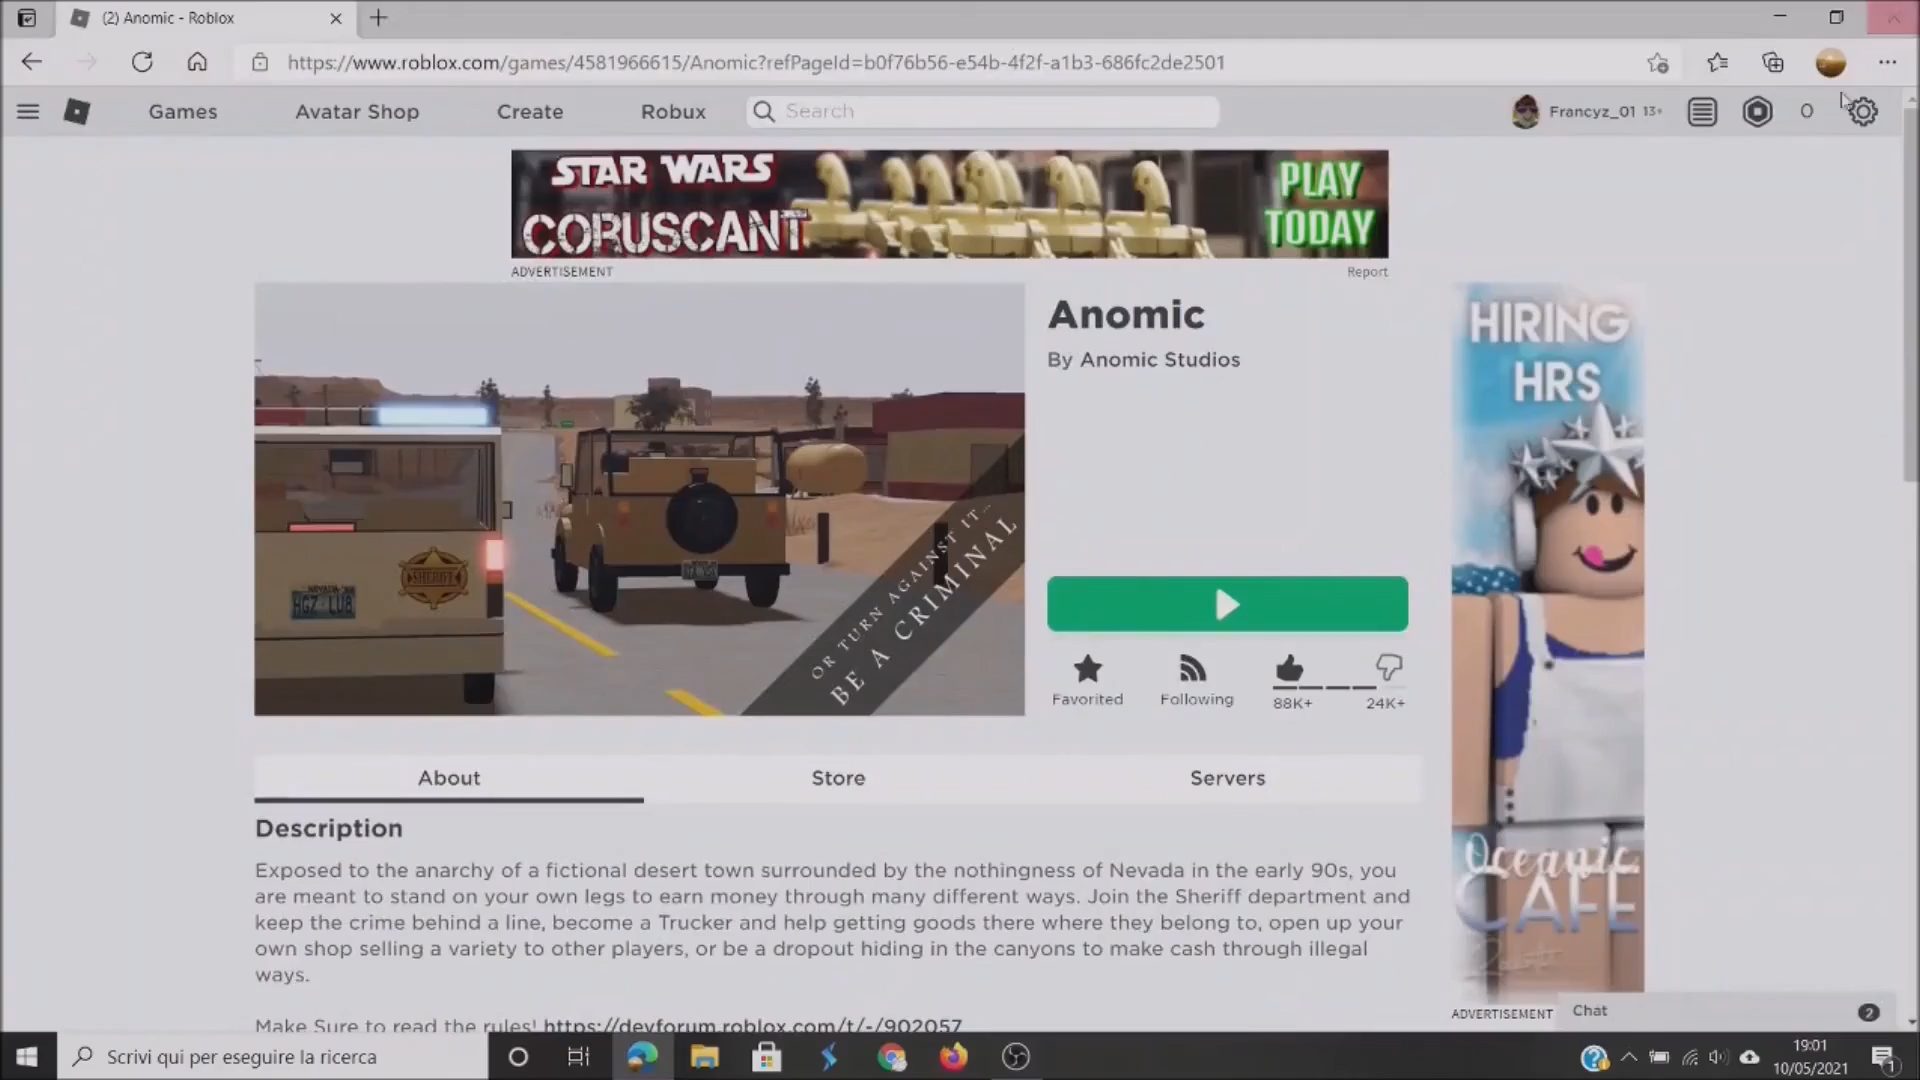 (2) Anomic - Roblox
https://www.roblox.com/games/4581966615/Anomic?refPageId=b0f76b56-e54b-4f2f-a1b3-686fc2de2501
Games Avatar Shop Create Robux Search Francyz_01 13+ 0
STAR WARS
CORUSCANT
PLAY
TODAY
ADVERTISEMENT Report
Anomic
By Anomic Studios
HIRING
HRS
SHERIFF
NEVADA
HGZ-LU8
OR TURN AGAINST IT...
BE A CRIMINAL
Favorited Following 88K+ 24K+
About Store Servers
Description
Exposed to the anarchy of a fictional desert town surrounded by the nothingness of Nevada in the early 90s, you
are meant to stand on your own legs to earn money through many different ways. Join the Sheriff department and
keep the crime behind a line, become a Trucker and help getting goods there where they belong to, open up your
own shop selling a variety to other players, or be a dropout hiding in the canyons to make cash through illegal
ways.
Make Sure to read the rules! https://devforum.roblox.com/t/-/902057
Oceanic
CAFE
ADVERTISEMENT
Chat 2
Scrivi qui per eseguire la ricerca
19:01
10/05/2021
1